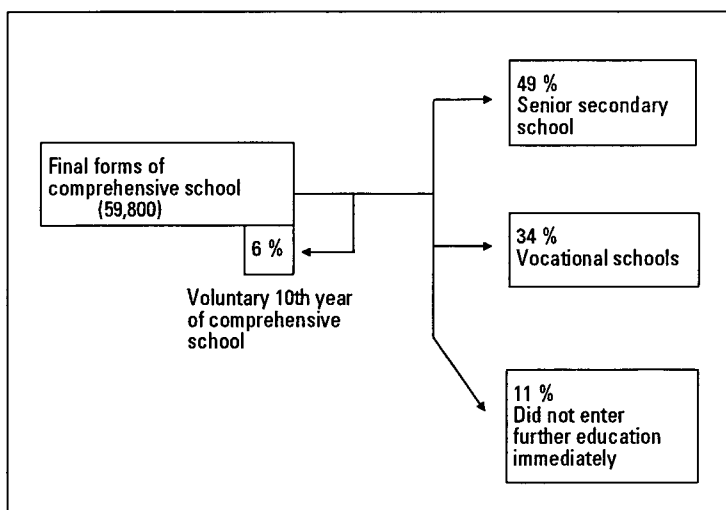 Final forms of
comprehensive school
(59,800)
6 %
Voluntary 10th year
of comprehensive
school
49 %
Senior secondary
school
34 %
Vocational schools
11 %
Did not enter
further education
immediately